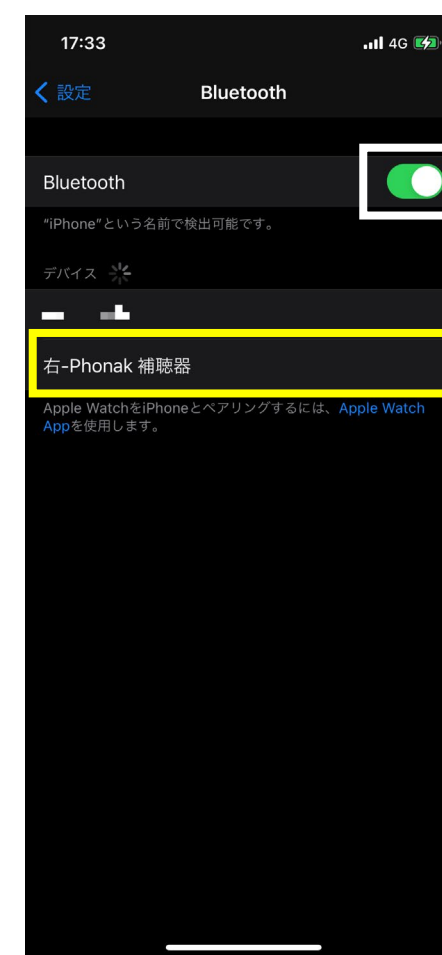 17:33 4G
設定 Bluetooth
Bluetooth
“iPhone”という名前で検出可能です。
デバイス
右-Phonak 補聴器
Apple WatchをiPhoneとペアリングするには、Apple Watch
Appを使用します。